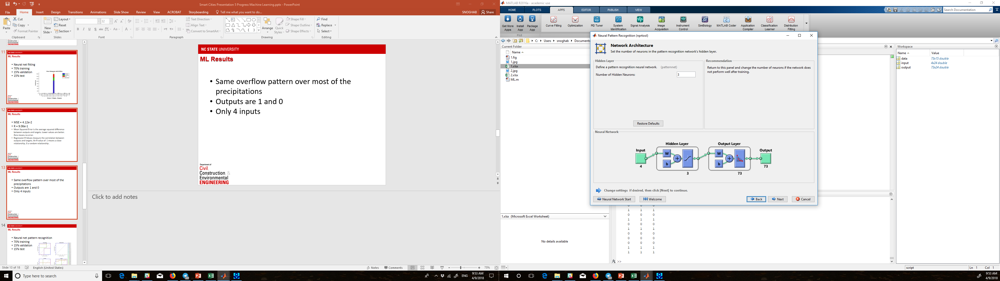 Smart Cities Presentation 5 Progress Machine Learning.pptx - PowerPoint
File Home Insert Design Transitions Animations Slide Show Review View ACROBAT Storyboarding Tell me what you want to do... SNOGHAB Share
Paste
Cut
Copy
Format Painter
Clipboard
New
Slide
Layout
Reset
Section
Slides
32
B I U S abc AV Aa A
Font
Paragraph
Text Direction
Align Text
Convert to SmartArt
Arrange
Quick
Styles
Shape Fill
Shape Outline
Shape Effects
Drawing
Find
Replace
Select
Editing
Construction
Environmental
ENGINEERING
11
NC STATE UNIVERSITY
ML Results
• Neural net fitting
• 70% training
• 15% validation
• 15% test
Error Histogram with 20 Bins
Errors = Targets - Outputs
Civil,
Construction &
Environmental
ENGINEERING
12
NC STATE UNIVERSITY
ML Results
• MSE = 4.12e-2
• R = 9.06e-1
• Mean Squared Error is the average squared difference
between outputs and targets. Lower values are better.
Zero means no error.
• Regression R Values measure the correlation between
outputs and targets. An R value of 1 means a close
relationship, 0 a random relationship.
Civil,
Construction &
Environmental
ENGINEERING
13
NC STATE UNIVERSITY
ML Results
• Same overflow pattern over most of the
precipitations
• Outputs are 1 and 0
• Only 4 inputs
Civil,
Construction &
Environmental
ENGINEERING
14
NC STATE UNIVERSITY
ML Results
• Neural net pattern recognition
• 70% training
• 15% validation
• 15% test
NC STATE UNIVERSITY
ML Results
• Same overflow pattern over most of the
precipitations
• Outputs are 1 and 0
• Only 4 inputs
Department of
Civil,
Construction, &
Environmental
ENGINEERING
Click to add notes
Slide 13 of 18 English (United States) Notes Comments 75%
Type here to search
ENG
9:53 AM
4/9/2018
MATLAB R2016a - academic use
HOME PLOTS APPS EDITOR PUBLISH VIEW Search Documentation
Get More
Apps
Install
App
Package
App
FILE
Curve Fitting
Optimization
PID Tuner
System
Identification
Signal Analysis
Image
Acquisition
Instrument
Control
SimBiology
MATLAB Coder
Application
Compiler
Classification
Learner
Distribution
Fitting
C: Users snoghab Documents
Current Folder
Name
1.fig
1.jpg
1.xlsx
2.jpg
2.xlsx
ML.m
1.xlsx (Microsoft Excel Worksheet)
No details available
Neural Pattern Recognition (nprtool)
Network Architecture
Set the number of neurons in the pattern recognition network's hidden layer.
Hidden Layer
Define a pattern recognition neural network. (patternnet)
Number of Hidden Neurons: 3
Restore Defaults
Recommendation
Return to this panel and change the number of neurons if the network does
not perform well after training.
Neural Network
Hidden Layer Output Layer
Input Output
W W
+ +
b b
4 3 73 73
Change settings if desired, then click [Next] to continue.
Neural Network Start Welcome Back Next Cancel
1 1 1
0 0 0
1 1 1
0 0 0
1 1 1
0 0 0
0 0 0
0 0 0
1 1 1
1 1 1
fx >>
Workspace
Name Value
data 73x15 double
input 4x24 double
output 73x24 double
script Ln 1 Col 1
9:53 AM
4/9/2018